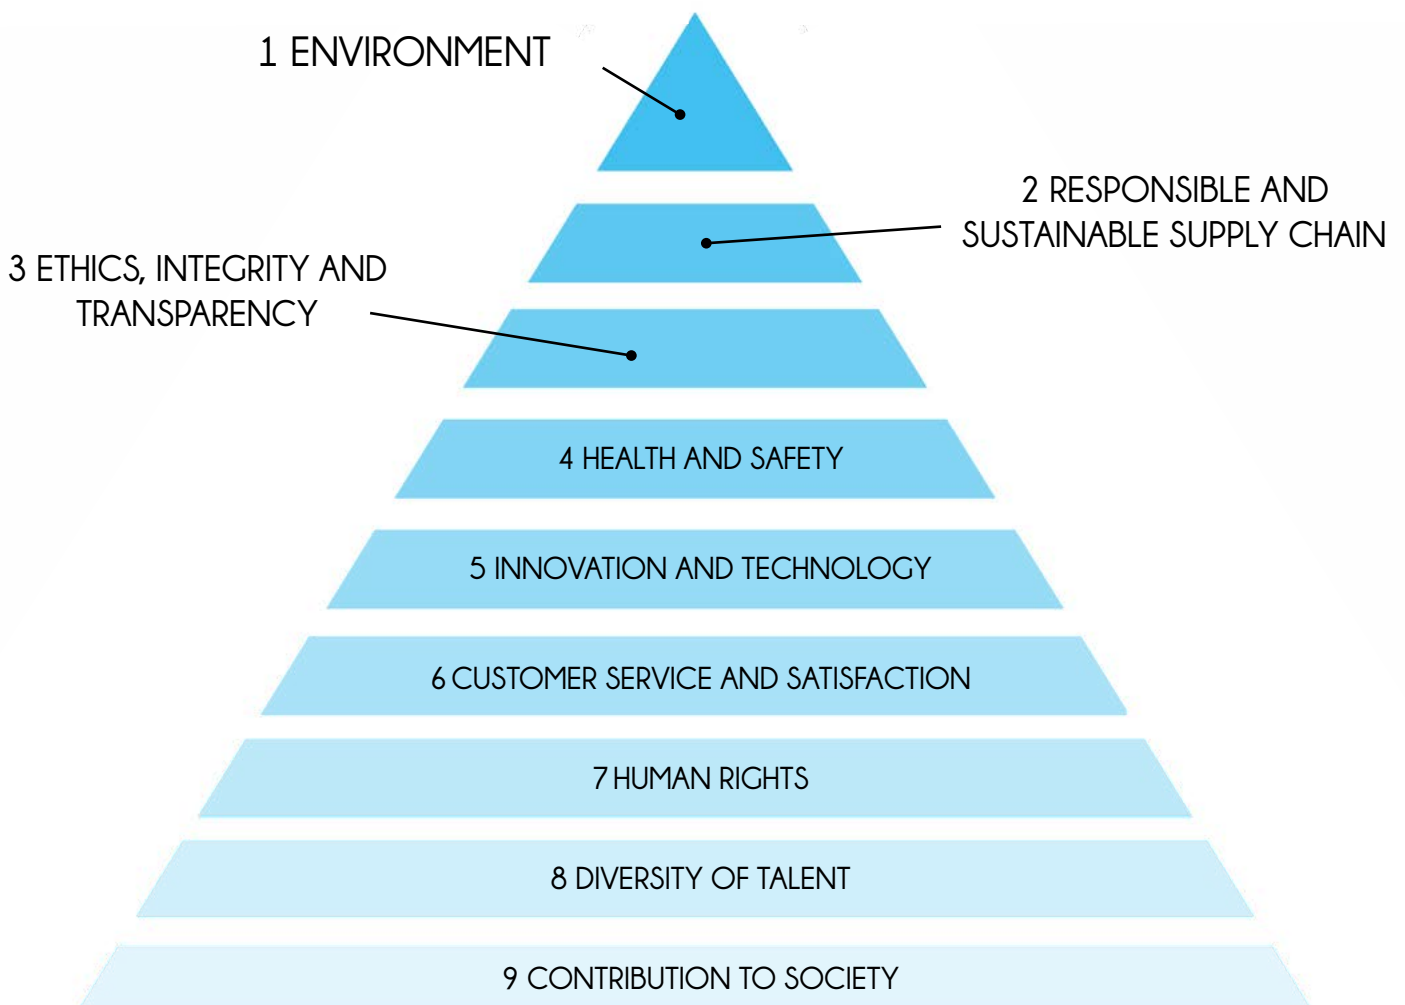 1 ENVIRONMENT
2 RESPONSIBLE AND
SUSTAINABLE SUPPLY CHAIN
3 ETHICS, INTEGRITY AND
TRANSPARENCY
4 HEALTH AND SAFETY
5 INNOVATION AND TECHNOLOGY
6 CUSTOMER SERVICE AND SATISFACTION
7 HUMAN RIGHTS
8 DIVERSITY OF TALENT
9 CONTRIBUTION TO SOCIETY